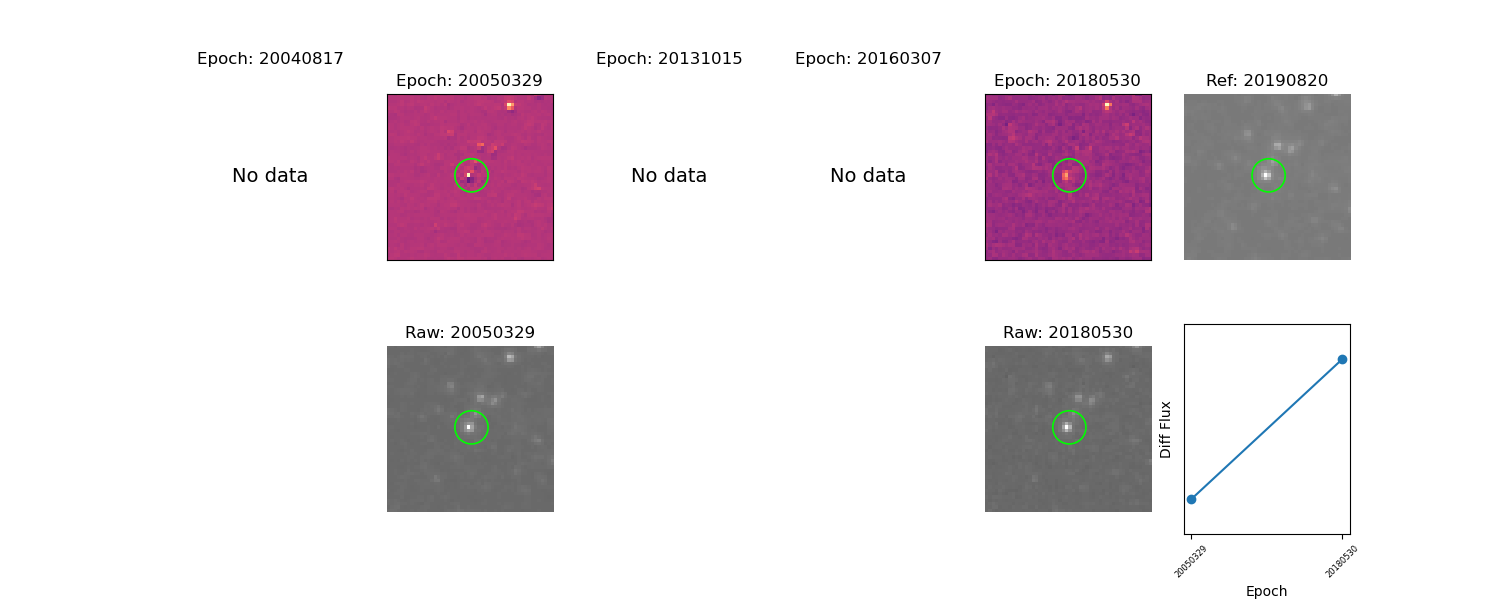 Epoch: 20040817
Epoch: 20050329
Epoch: 20131015
Epoch: 20160307
Epoch: 20180530
Ref: 20190820
No data
No data
No data
Raw: 20050329
Raw: 20180530
Diff Flux
20050329
20180530
Epoch